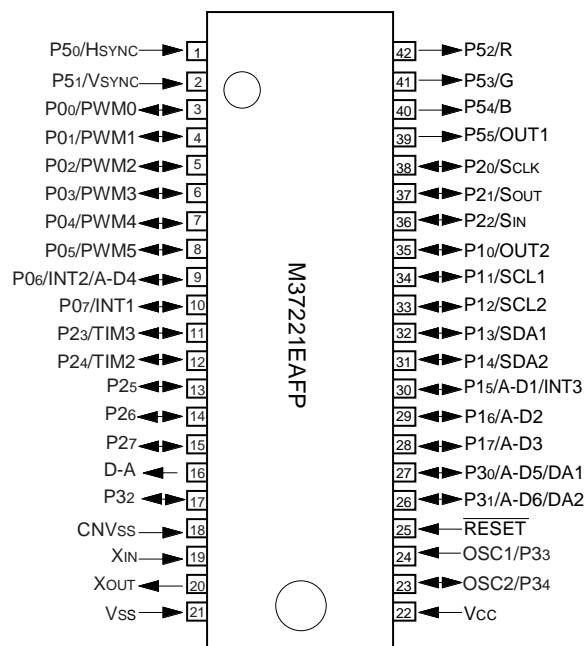 P50/HSYNC 1
P51/VSYNC 2
P00/PWM0 3
P01/PWM1 4
P02/PWM2 5
P03/PWM3 6
P04/PWM4 7
P05/PWM5 8
P06/INT2/A-D4 9
P07/INT1 10
P23/TIM3 11
P24/TIM2 12
P25 13
P26 14
P27 15
D-A 16
P32 17
CNVSS 18
XIN 19
XOUT 20
VSS 21
M37221EAFP
42 P52/R
41 P53/G
40 P54/B
39 P55/OUT1
38 P20/SCLK
37 P21/SOUT
36 P22/SIN
35 P10/OUT2
34 P11/SCL1
33 P12/SCL2
32 P13/SDA1
31 P14/SDA2
30 P15/A-D1/INT3
29 P16/A-D2
28 P17/A-D3
27 P30/A-D5/DA1
26 P31/A-D6/DA2
25 RESET
24 OSC1/P33
23 OSC2/P34
22 VCC